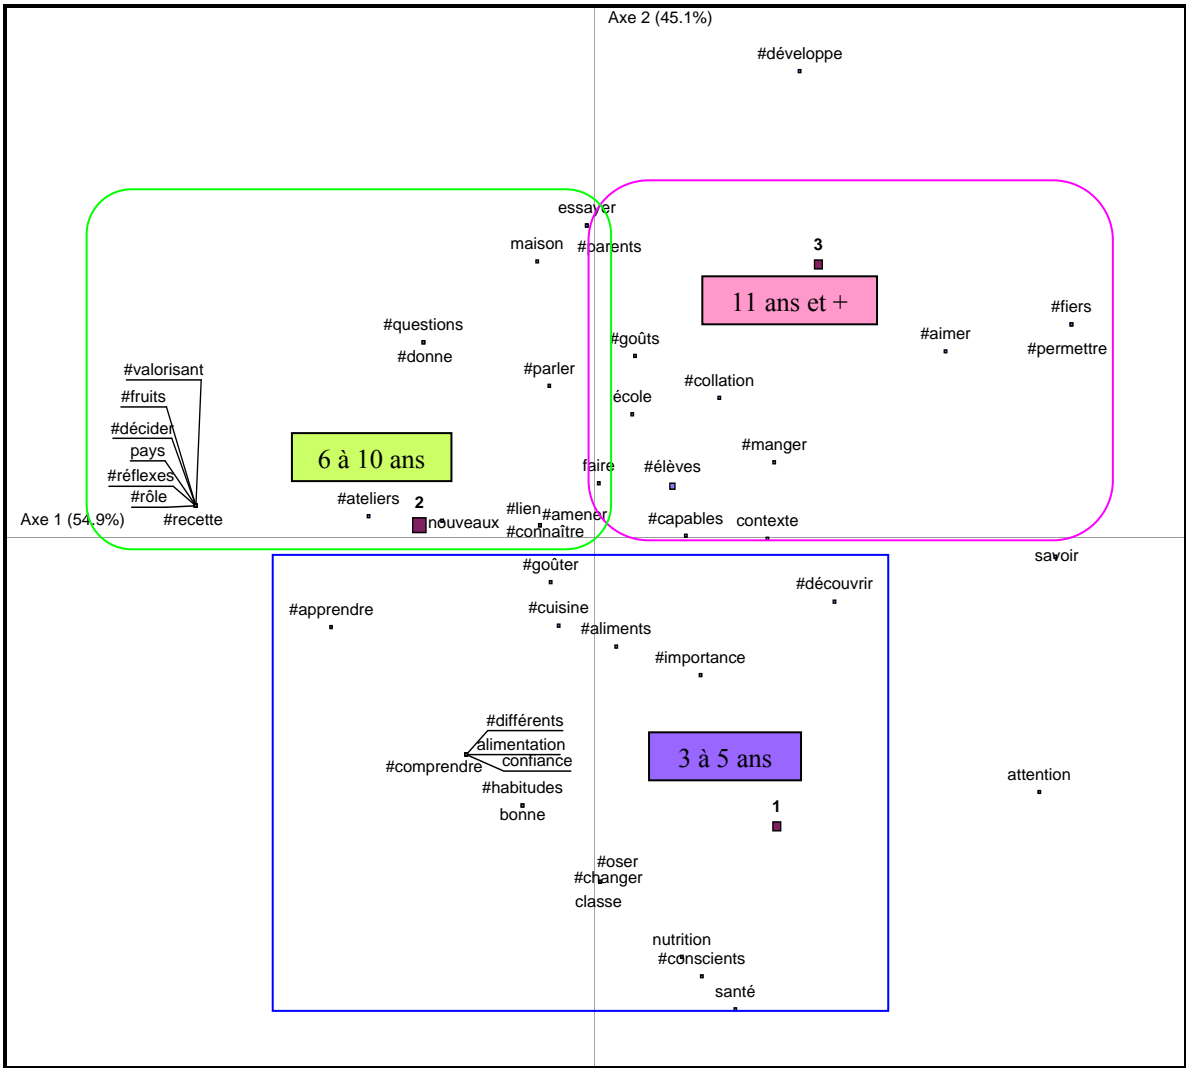 Axe 2 (45.1%)
#développe
essayer
maison
#parents
3
11 ans et +
#fiers
#questions
#aimer
#goûts
#permettre
#donne
#valorisant
#parler
#collation
#fruits
école
#décider
pays
#manger
6 à 10 ans
faire
#élèves
#réflexes
#rôle
#ateliers
2
#lien
#amener
Axe 1 (54.9%)
#recette
nouveaux
#capables
contexte
#connaître
savoir
#goûter
#découvrir
#apprendre
#cuisine
#aliments
#importance
#différents
alimentation
confiance
#comprendre
3 à 5 ans
attention
#habitudes
1
bonne
#oser
#changer
classe
nutrition
#conscients
santé